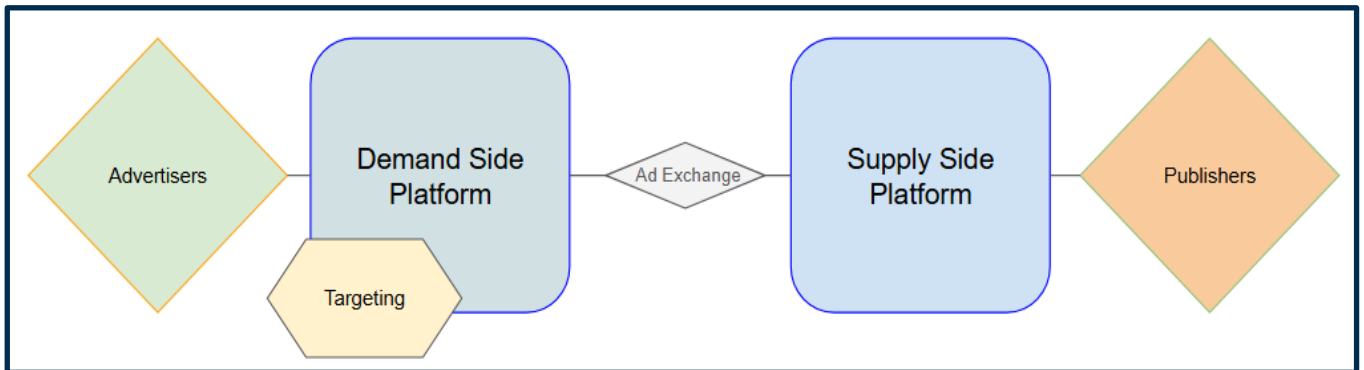 Advertisers
Demand Side
Platform
Targeting
Ad Exchange
Supply Side
Platform
Publishers